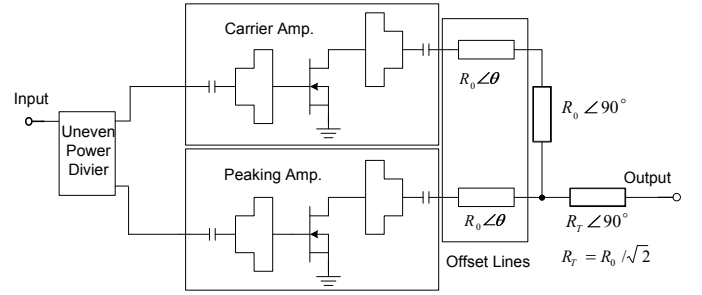 Carrier Amp.
R₀∠θ
Input
Uneven
Power
Divier
R₀ ∠90°
Peaking Amp.
Output
R₀∠θ
R_T ∠90°
Offset Lines
R_T = R₀ /√2